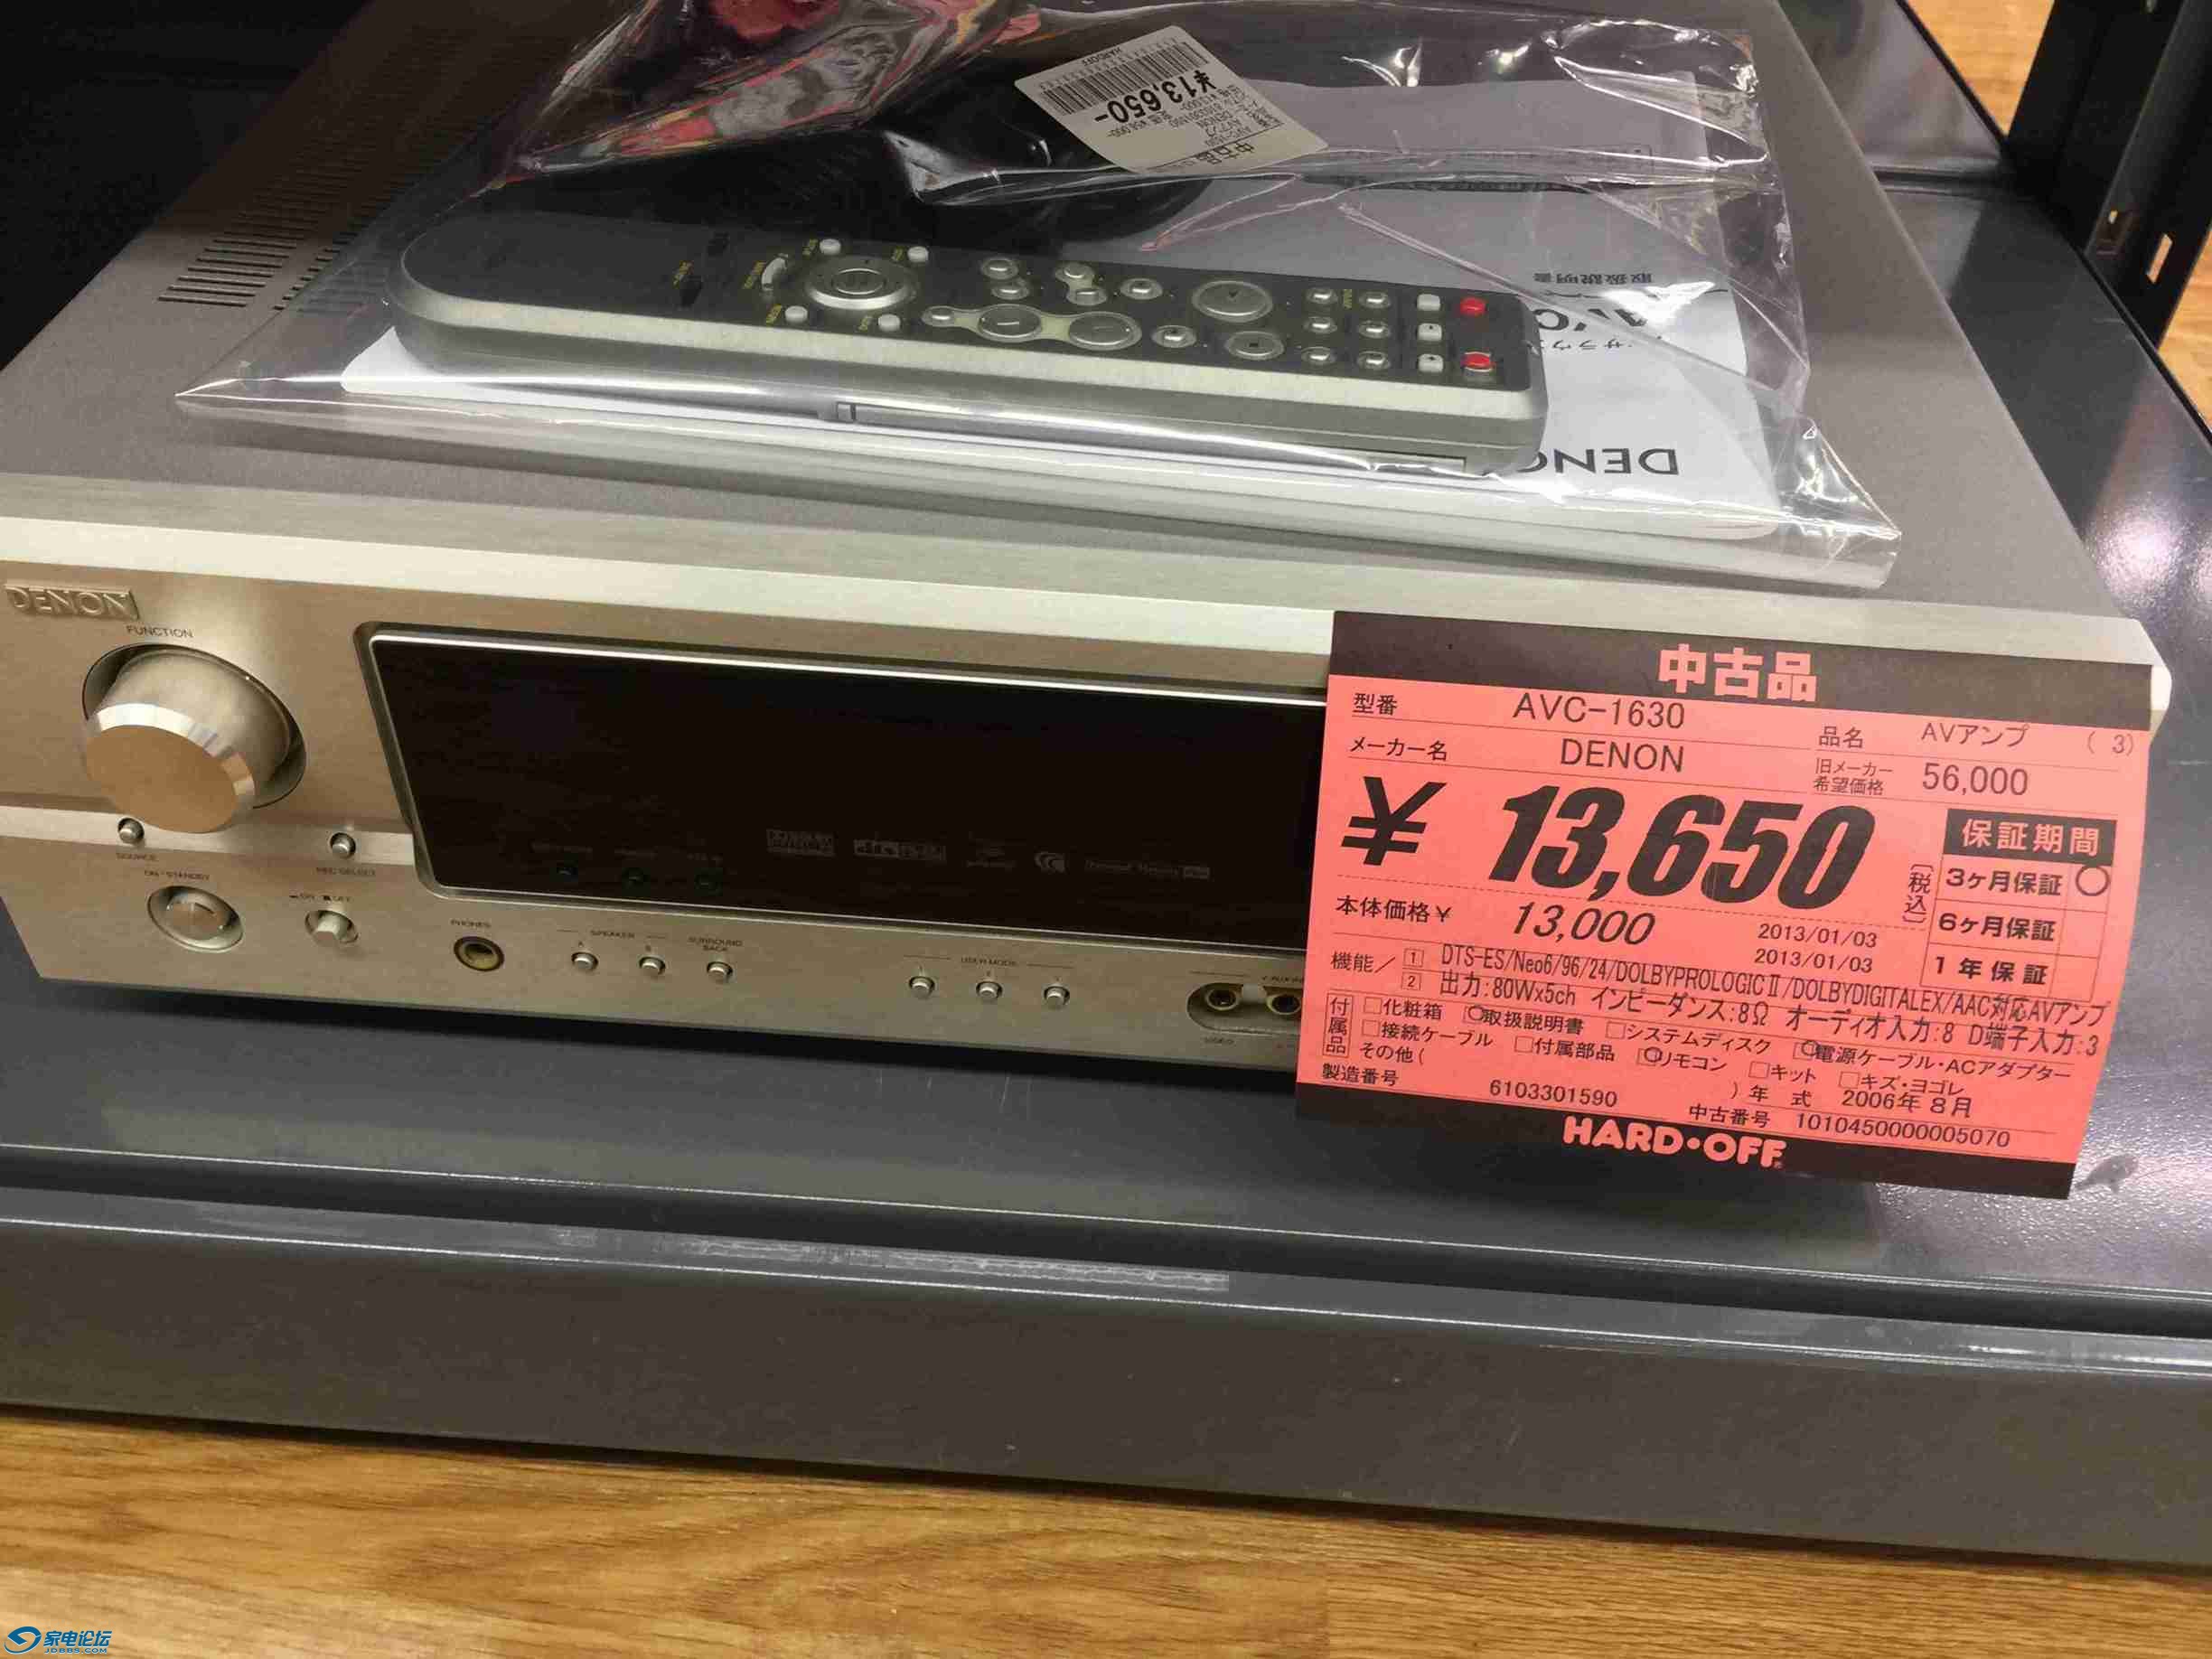 ¥13,650-
中古品
DENON
取扱説明書
DENON
FUNCTION
SOURCE
REC SELECT
ON・STANDBY
ON OFF
PHONES
SPEAKER
A B
SURROUND
BACK
USER MODE
VIDEO
中古品
型番 AVC-1630 品名 AVアンプ ( 3)
メーカー名 DENON 旧メーカー希望価格 56,000
¥ 13,650 〔税込〕
本体価格¥ 13,000
2013/01/03
2013/01/03
保証期間
3ヶ月保証 ○
6ヶ月保証
1年保証
機能/ 1 DTS-ES/Neo6/96/24/DOLBYPROLOGICⅡ/DOLBYDIGITALEX/AAC対応AVアンプ
2 出力:80Wx5ch インピーダンス:8Ω オーディオ入力:8 D端子入力:3
付属品 □化粧箱 □取扱説明書 □システムディスク □電源ケーブル・ACアダプター
□接続ケーブル □付属部品 □リモコン □キット □キズ・ヨゴレ
その他( ) 年式 2006年 8月
製造番号 6103301590 中古番号 1010450000005070
HARD・OFF
家电论坛
JDBBS.COM